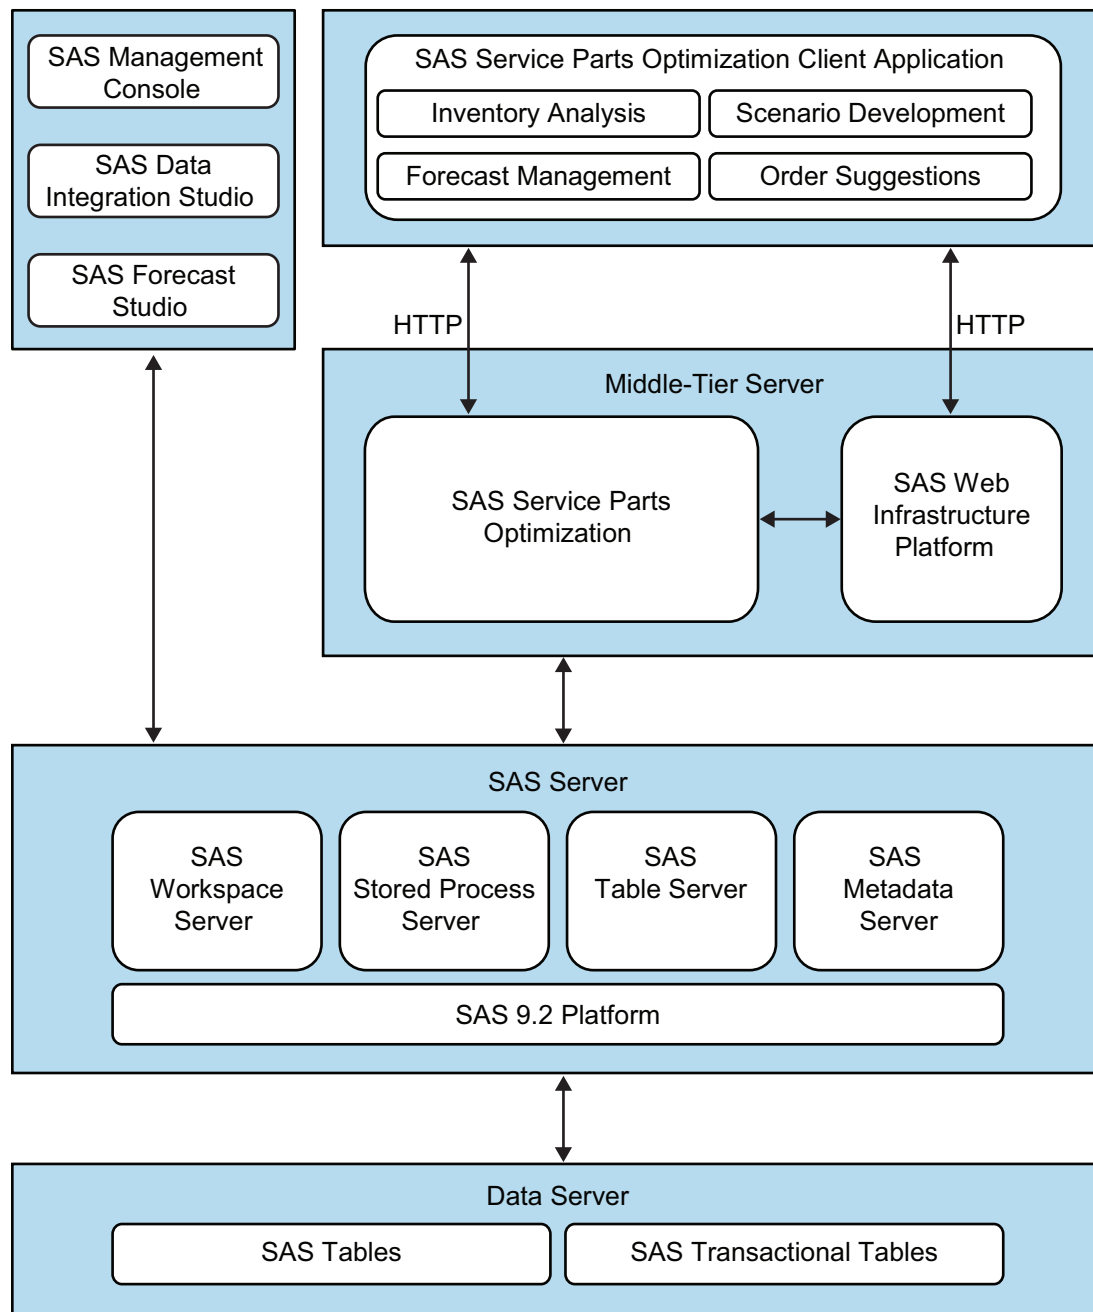 SAS Management
Console
SAS Data
Integration Studio
SAS Forecast
Studio
SAS Service Parts Optimization Client Application
Inventory Analysis
Scenario Development
Forecast Management
Order Suggestions
HTTP
HTTP
Middle-Tier Server
SAS Service Parts
Optimization
SAS Web
Infrastructure
Platform
SAS Server
SAS
Workspace
Server
SAS
Stored Process
Server
SAS
Table Server
SAS
Metadata
Server
SAS 9.2 Platform
Data Server
SAS Tables
SAS Transactional Tables